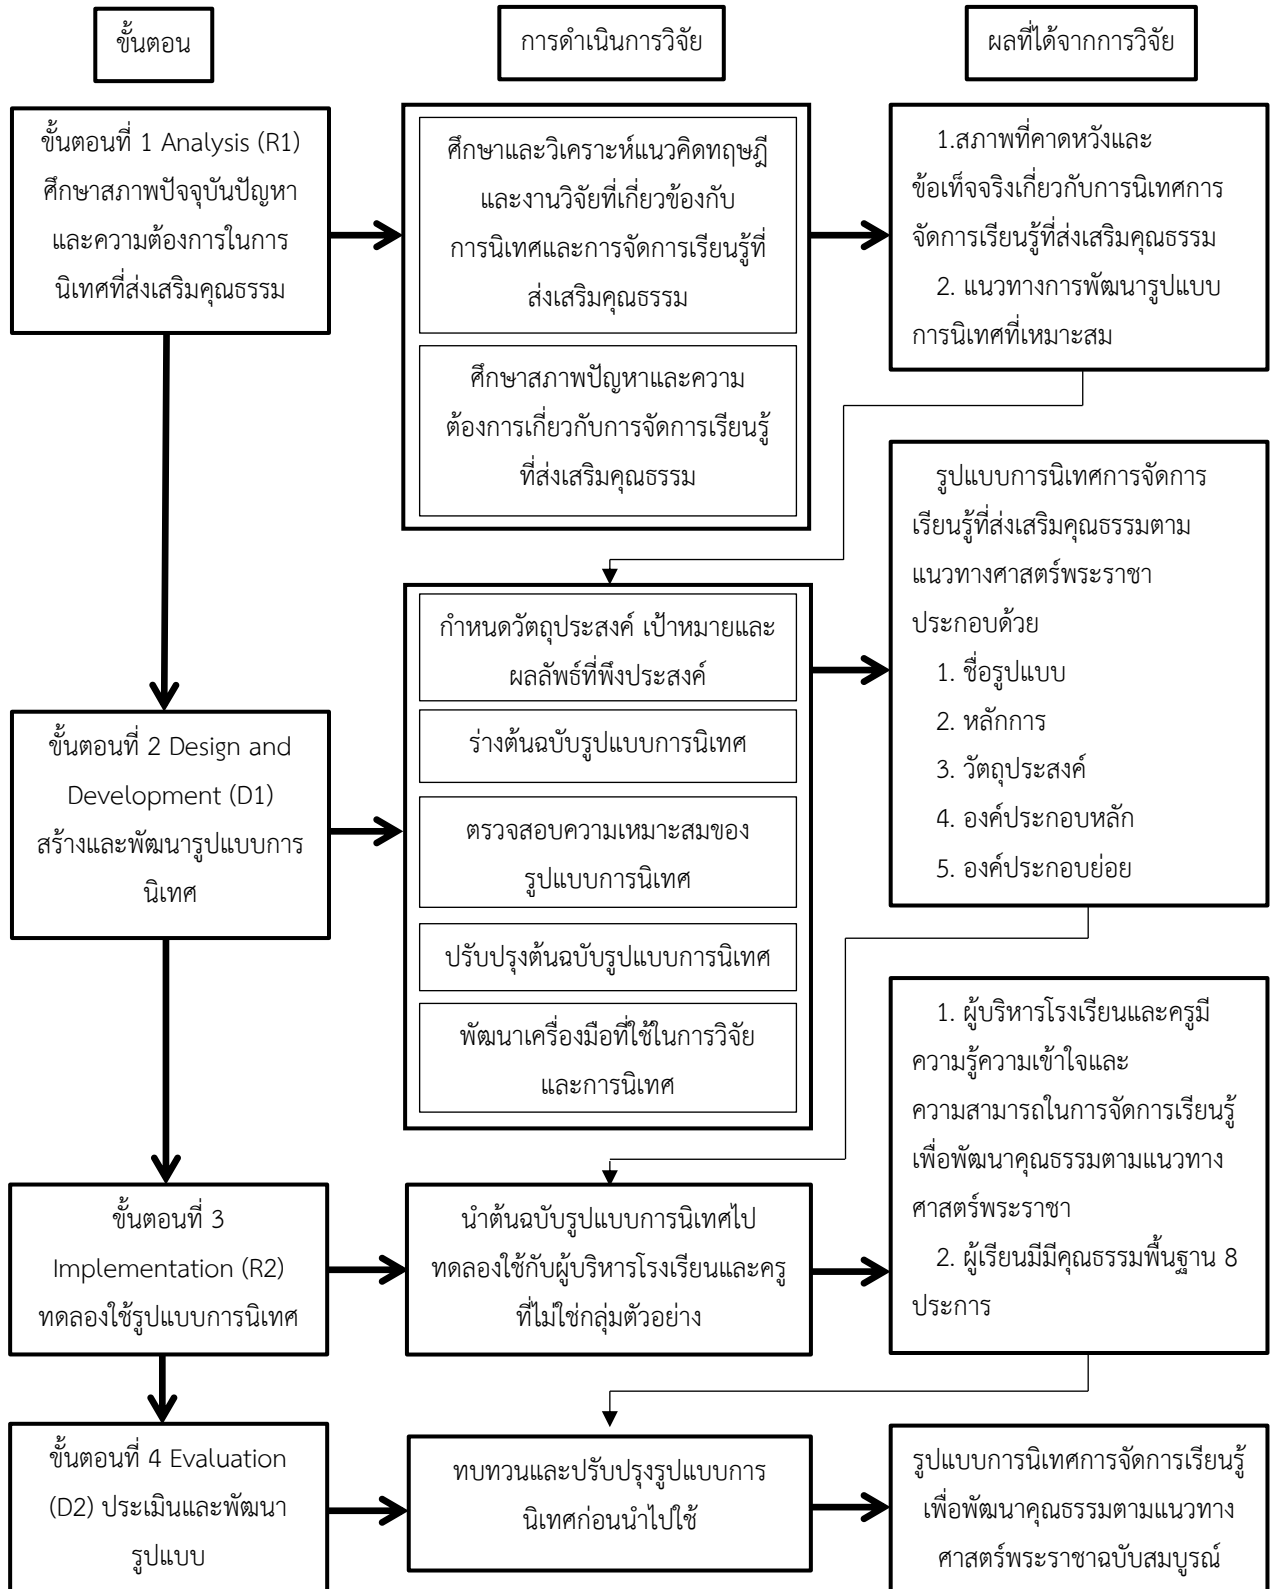 ขั้นตอน
การดำเนินการวิจัย
ผลที่ได้จากการวิจัย
ขั้นตอนที่ 1 Analysis (R1)
ศึกษาสภาพปัจจุบันปัญหา
และความต้องการในการ
นิเทศที่ส่งเสริมคุณธรรม
ศึกษาและวิเคราะห์แนวคิดทฤษฎี
และงานวิจัยที่เกี่ยวข้องกับ
การนิเทศและการจัดการเรียนรู้ที่
ส่งเสริมคุณธรรม
ศึกษาสภาพปัญหาและความ
ต้องการเกี่ยวกับการจัดการเรียนรู้
ที่ส่งเสริมคุณธรรม
1.สภาพที่คาดหวังและ
ข้อเท็จจริงเกี่ยวกับการนิเทศการ
จัดการเรียนรู้ที่ส่งเสริมคุณธรรม
2. แนวทางการพัฒนารูปแบบ
การนิเทศที่เหมาะสม
ขั้นตอนที่ 2 Design and
Development (D1)
สร้างและพัฒนารูปแบบการ
นิเทศ
กำหนดวัตถุประสงค์ เป้าหมายและ
ผลลัพธ์ที่พึงประสงค์
ร่างต้นฉบับรูปแบบการนิเทศ
ตรวจสอบความเหมาะสมของ
รูปแบบการนิเทศ
ปรับปรุงต้นฉบับรูปแบบการนิเทศ
พัฒนาเครื่องมือที่ใช้ในการวิจัย
และการนิเทศ
รูปแบบการนิเทศการจัดการ
เรียนรู้ที่ส่งเสริมคุณธรรมตาม
แนวทางศาสตร์พระราชา
ประกอบด้วย
1. ชื่อรูปแบบ
2. หลักการ
3. วัตถุประสงค์
4. องค์ประกอบหลัก
5. องค์ประกอบย่อย
ขั้นตอนที่ 3
Implementation (R2)
ทดลองใช้รูปแบบการนิเทศ
นำต้นฉบับรูปแบบการนิเทศไป
ทดลองใช้กับผู้บริหารโรงเรียนและครู
ที่ไม่ใช่กลุ่มตัวอย่าง
1. ผู้บริหารโรงเรียนและครูมี
ความรู้ความเข้าใจและ
ความสามารถในการจัดการเรียนรู้
เพื่อพัฒนาคุณธรรมตามแนวทาง
ศาสตร์พระราชา
2. ผู้เรียนมีมีคุณธรรมพื้นฐาน 8
ประการ
ขั้นตอนที่ 4 Evaluation
(D2) ประเมินและพัฒนา
รูปแบบ
ทบทวนและปรับปรุงรูปแบบการ
นิเทศก่อนนำไปใช้
รูปแบบการนิเทศการจัดการเรียนรู้
เพื่อพัฒนาคุณธรรมตามแนวทาง
ศาสตร์พระราชาฉบับสมบูรณ์